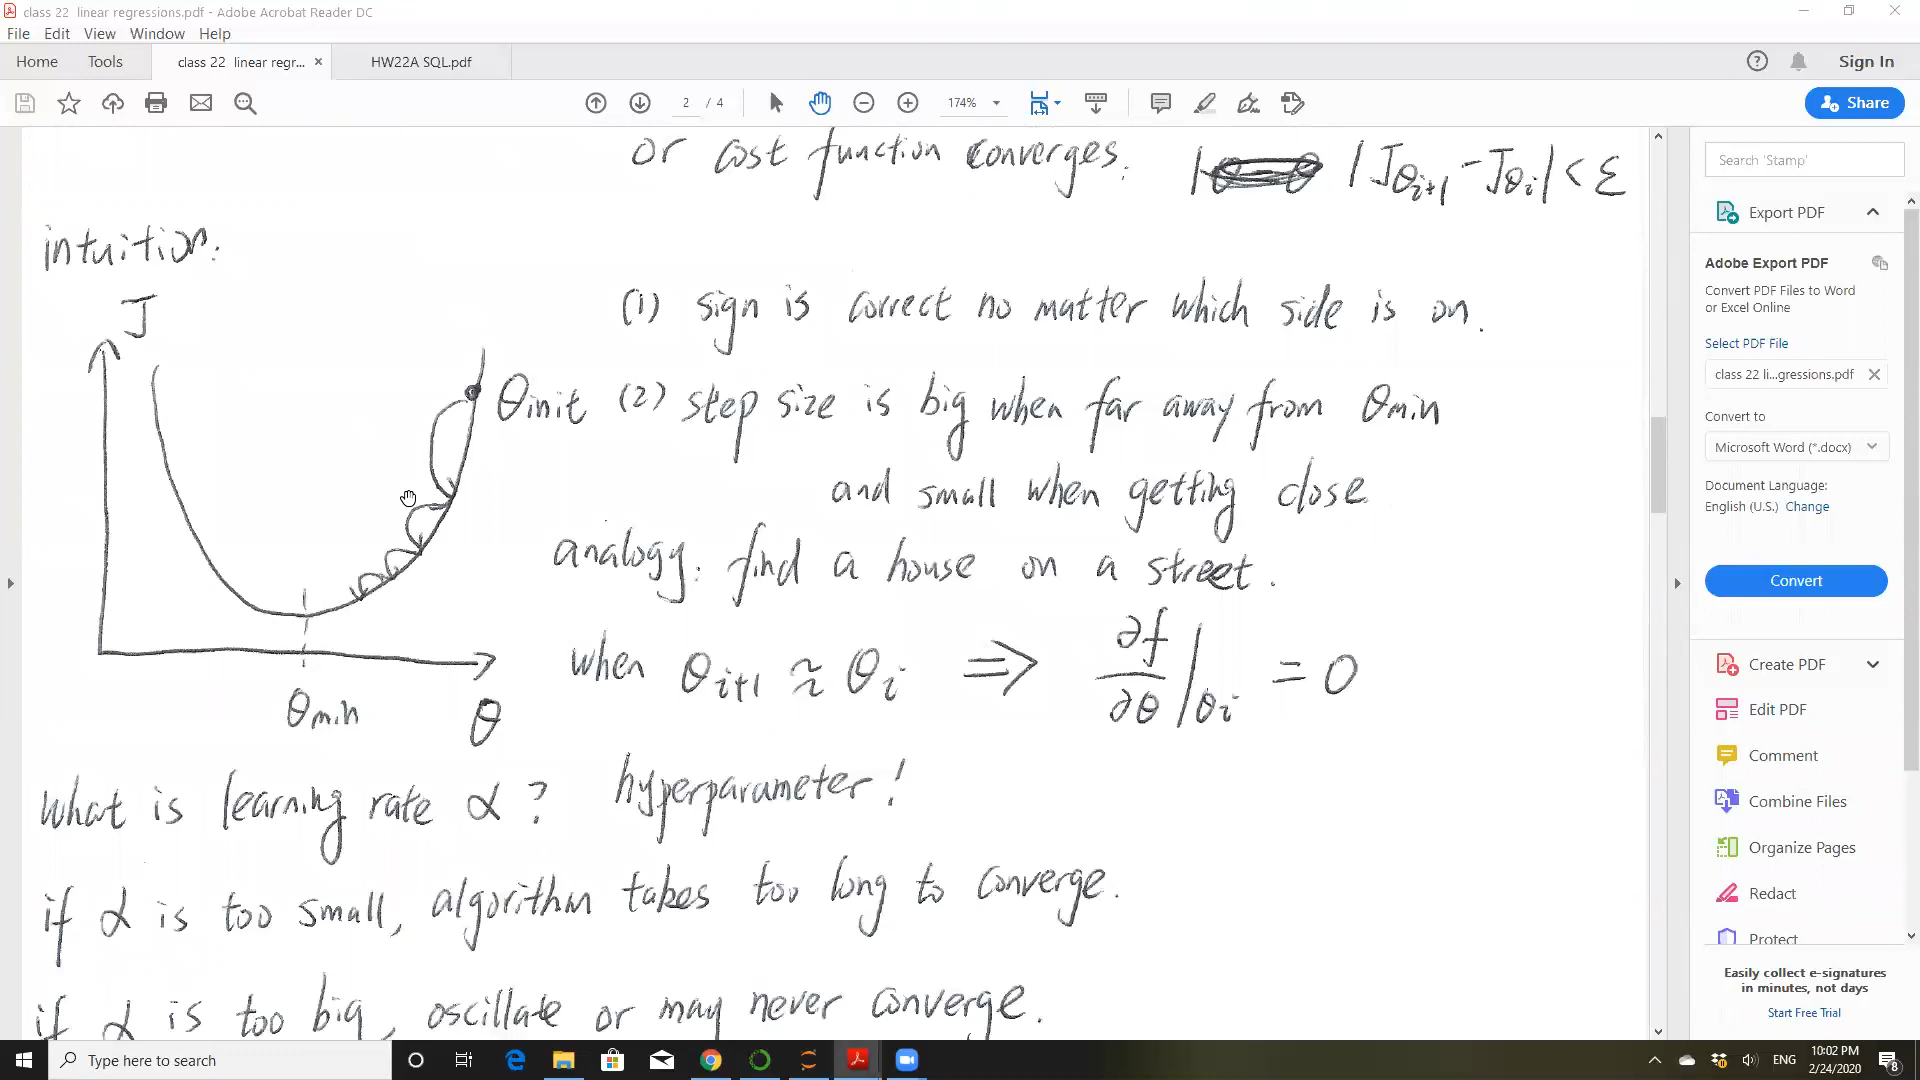 class 22 linear regressions.pdf - Adobe Acrobat Reader DC
File Edit View Window Help
Home Tools class 22 linear regr... × HW22A SQL.pdf Sign In
2 / 4 174% Share
or cost function converges. |Jθi+1 - Jθi| < ε
intuition:
J
(1) sign is correct no matter which side is on.
θinit (2) step size is big when far away from θmin
and small when getting close
analogy: find a house on a street.
when θi+1 ≈ θi ⇒ ∂f/∂θ |θi = 0
θmin θ
what is learning rate α? hyperparameter!
if α is too small, algorithm takes too long to converge.
if α is too big, oscillate or may never converge.
Search 'Stamp'
Export PDF
Adobe Export PDF
Convert PDF Files to Word
or Excel Online
Select PDF File
class 22 li...gressions.pdf ×
Convert to
Microsoft Word (*.docx)
Document Language:
English (U.S.) Change
Convert
Create PDF
Edit PDF
Comment
Combine Files
Organize Pages
Redact
Protect
Easily collect e-signatures
in minutes, not days
Start Free Trial
Type here to search
ENG
10:02 PM
2/24/2020
8